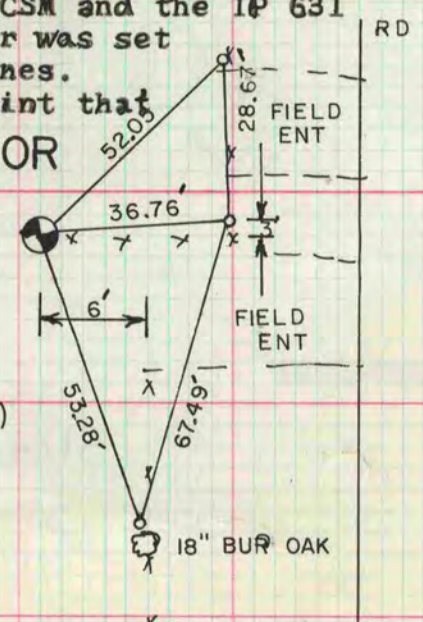 CSM and the IP 631
r was set
nes.
int that
OR
RD
52.05'
28.67'
FIELD
ENT
36.76'
3'
6'
FIELD
ENT
53.28'
67.49'
)
18" BUR OAK